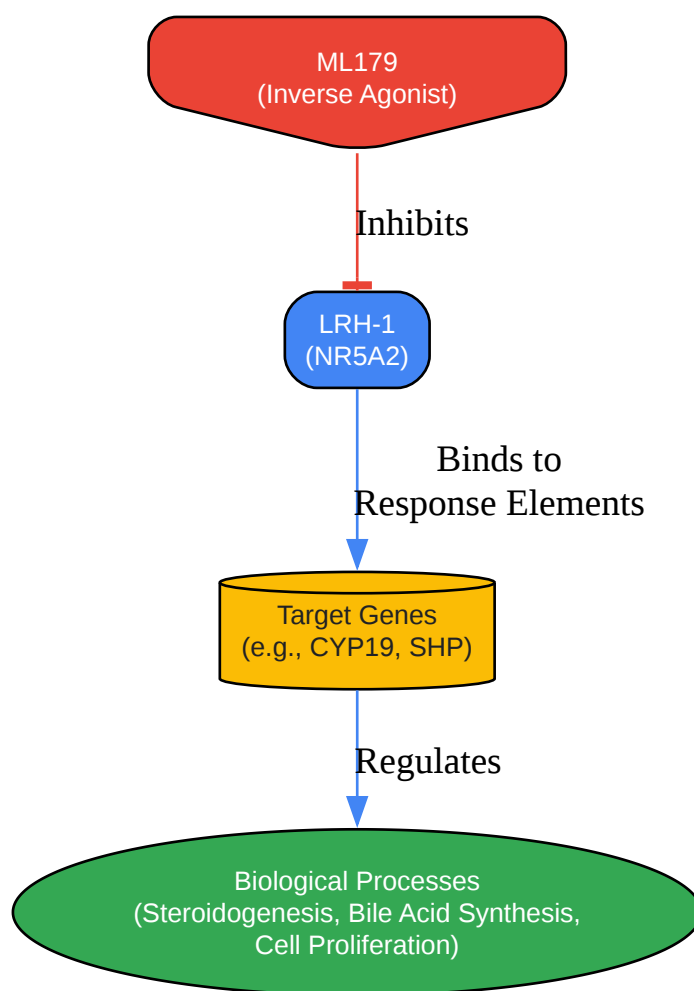 ML179
(Inverse Agonist)
Inhibits
LRH-1
(NR5A2)
Binds to
Response Elements
Target Genes
(e.g., CYP19, SHP)
Regulates
Biological Processes
(Steroidogenesis, Bile Acid Synthesis,
Cell Proliferation)